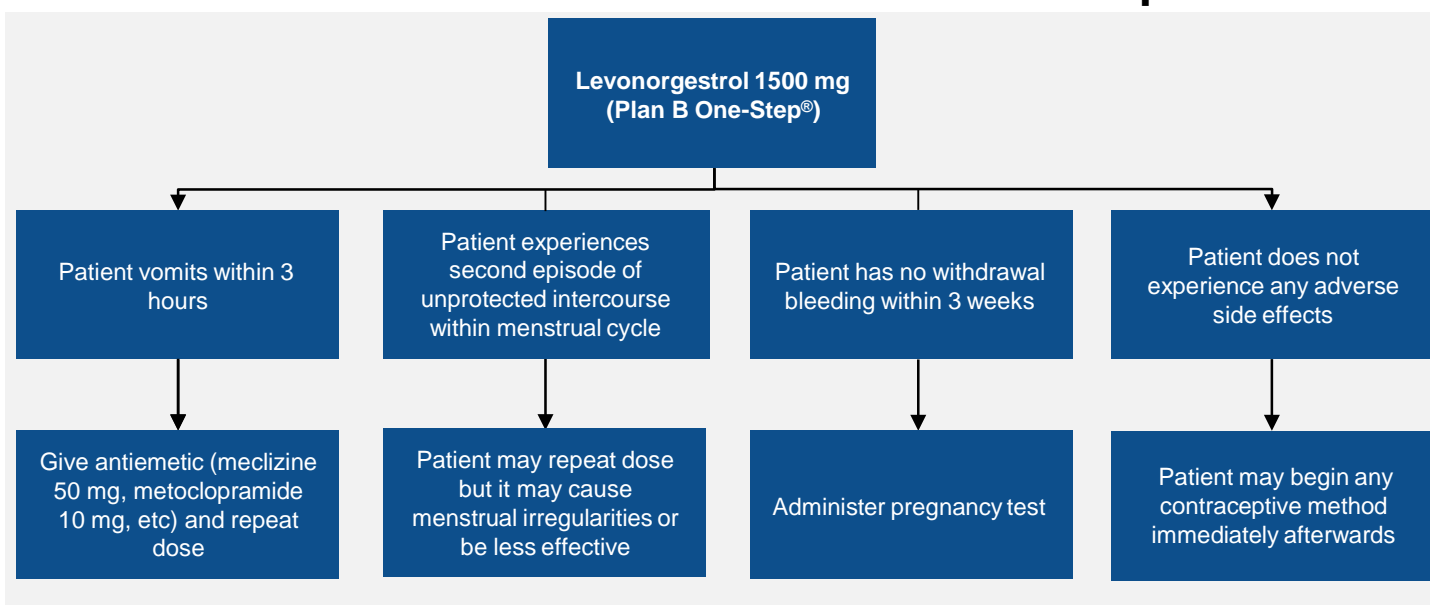 Levonorgestrol 1500 mg
(Plan B One-Step®)
Patient vomits within 3
hours
Patient experiences
second episode of
unprotected intercourse
within menstrual cycle
Patient has no withdrawal
bleeding within 3 weeks
Patient does not
experience any adverse
side effects
Give antiemetic (meclizine
50 mg, metoclopramide
10 mg, etc) and repeat
dose
Patient may repeat dose
but it may cause
menstrual irregularities or
be less effective
Administer pregnancy test
Patient may begin any
contraceptive method
immediately afterwards